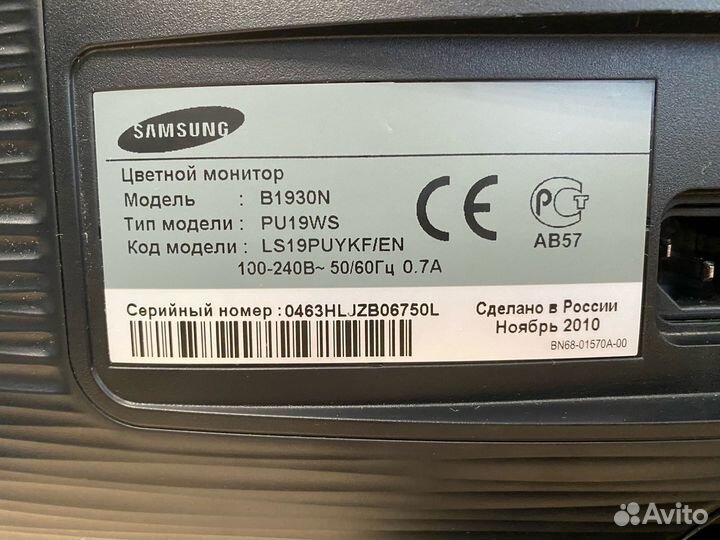 SAMSUNG
Цветной монитор
Модель : B1930N
Тип модели : PU19WS
Код модели : LS19PUYKF/EN
100-240В~ 50/60Гц 0.7А
CE
РСТ
АВ57
Серийный номер : 0463HLJZB06750L
Сделано в России
Ноябрь 2010
BN68-01570A-00
Avito